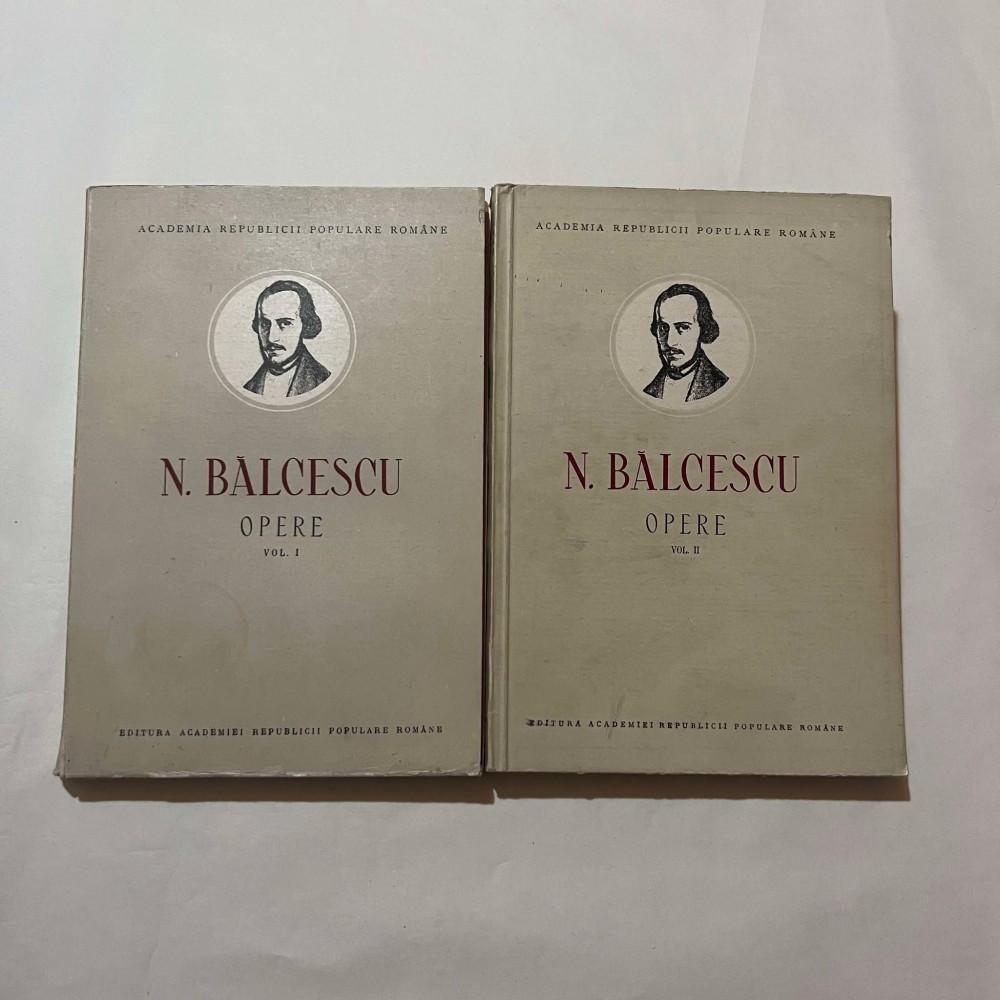 ACADEMIA REPUBLICII POPULARE ROMÂNE
N. BĂLCESCU
OPERE
VOL. I
EDITURA ACADEMIEI REPUBLICII POPULARE ROMÂNE
ACADEMIA REPUBLICII POPULARE ROMÂNE
N. BĂLCESCU
OPERE
VOL. II
EDITURA ACADEMIEI REPUBLICII POPULARE ROMÂNE